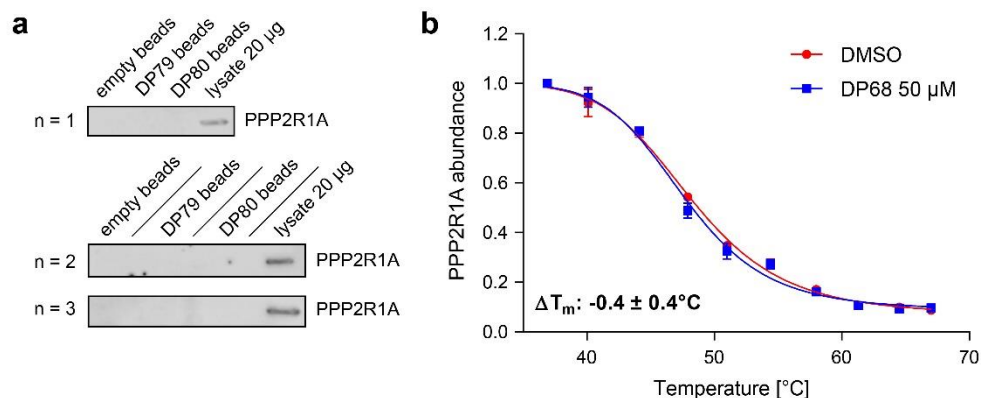 a
empty beads
DP79 beads
DP80 beads
lysate 20 µg
n = 1
PPP2R1A
empty beads
DP79 beads
DP80 beads
lysate 20 µg
n = 2
PPP2R1A
n = 3
PPP2R1A
b
DMSO
DP68 50 µM
PPP2R1A abundance
1.2
1.0
0.8
0.6
0.4
0.2
0.0
ΔTm: -0.4 ± 0.4°C
40
50
60
70
Temperature [°C]